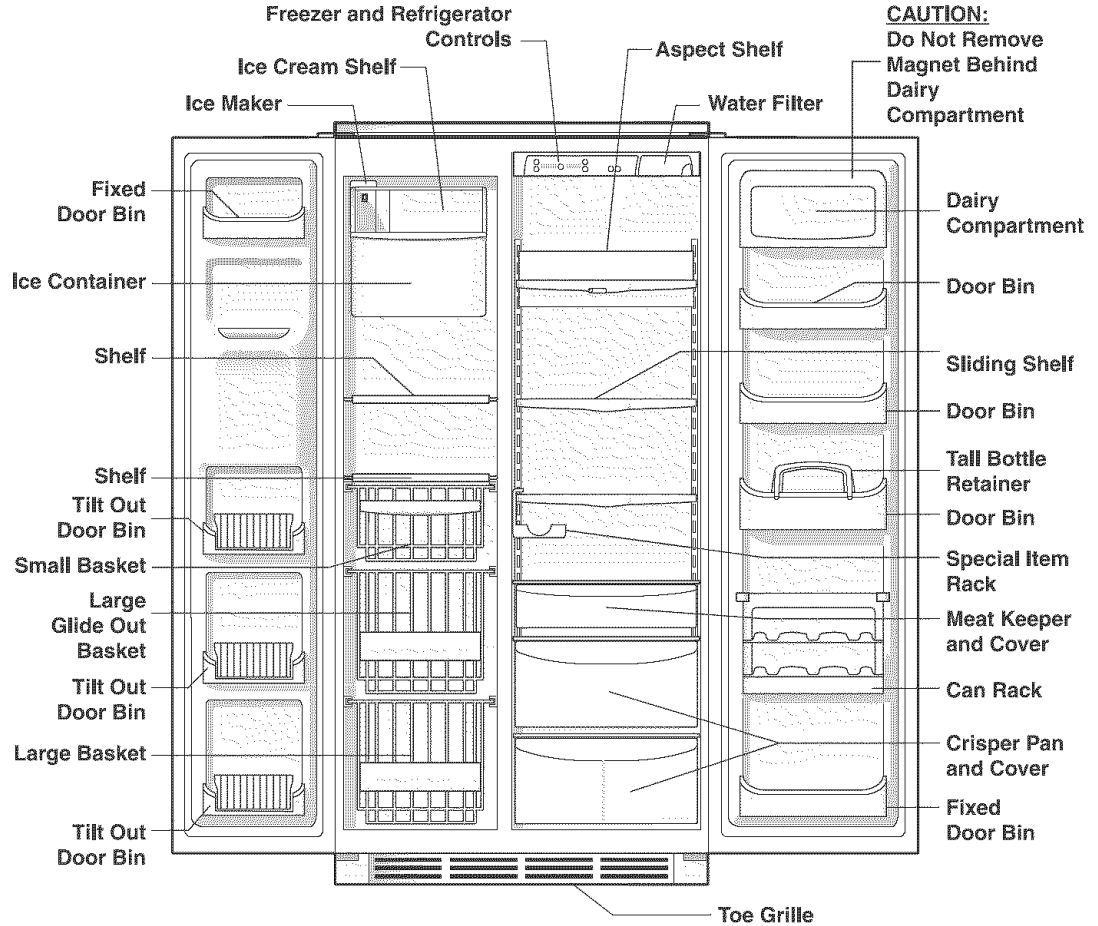 Freezer and Refrigerator
Controls
Ice Cream Shelf
Ice Maker
Aspect Shelf
Water Filter
CAUTION:
Do Not Remove
Magnet Behind
Dairy
Compartment
Fixed
Door Bin
Ice Container
Shelf
Shelf
Tilt Out
Door Bin
Small Basket
Large
Glide Out
Basket
Tilt Out
Door Bin
Large Basket
Tilt Out
Door Bin
Dairy
Compartment
Door Bin
Sliding Shelf
Door Bin
Tall Bottle
Retainer
Door Bin
Special Item
Rack
Meat Keeper
and Cover
Can Rack
Crisper Pan
and Cover
Fixed
Door Bin
Toe Grille